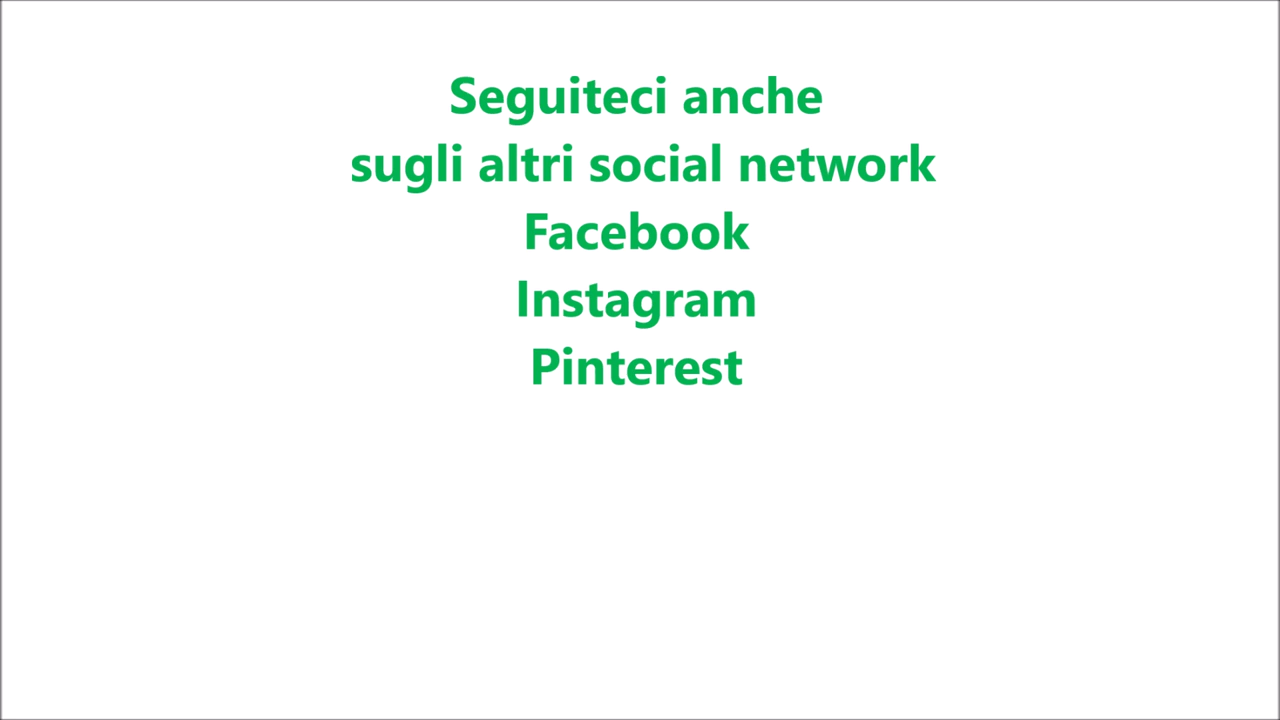 Seguiteci anche
sugli altri social network
Facebook
Instagram
Pinterest